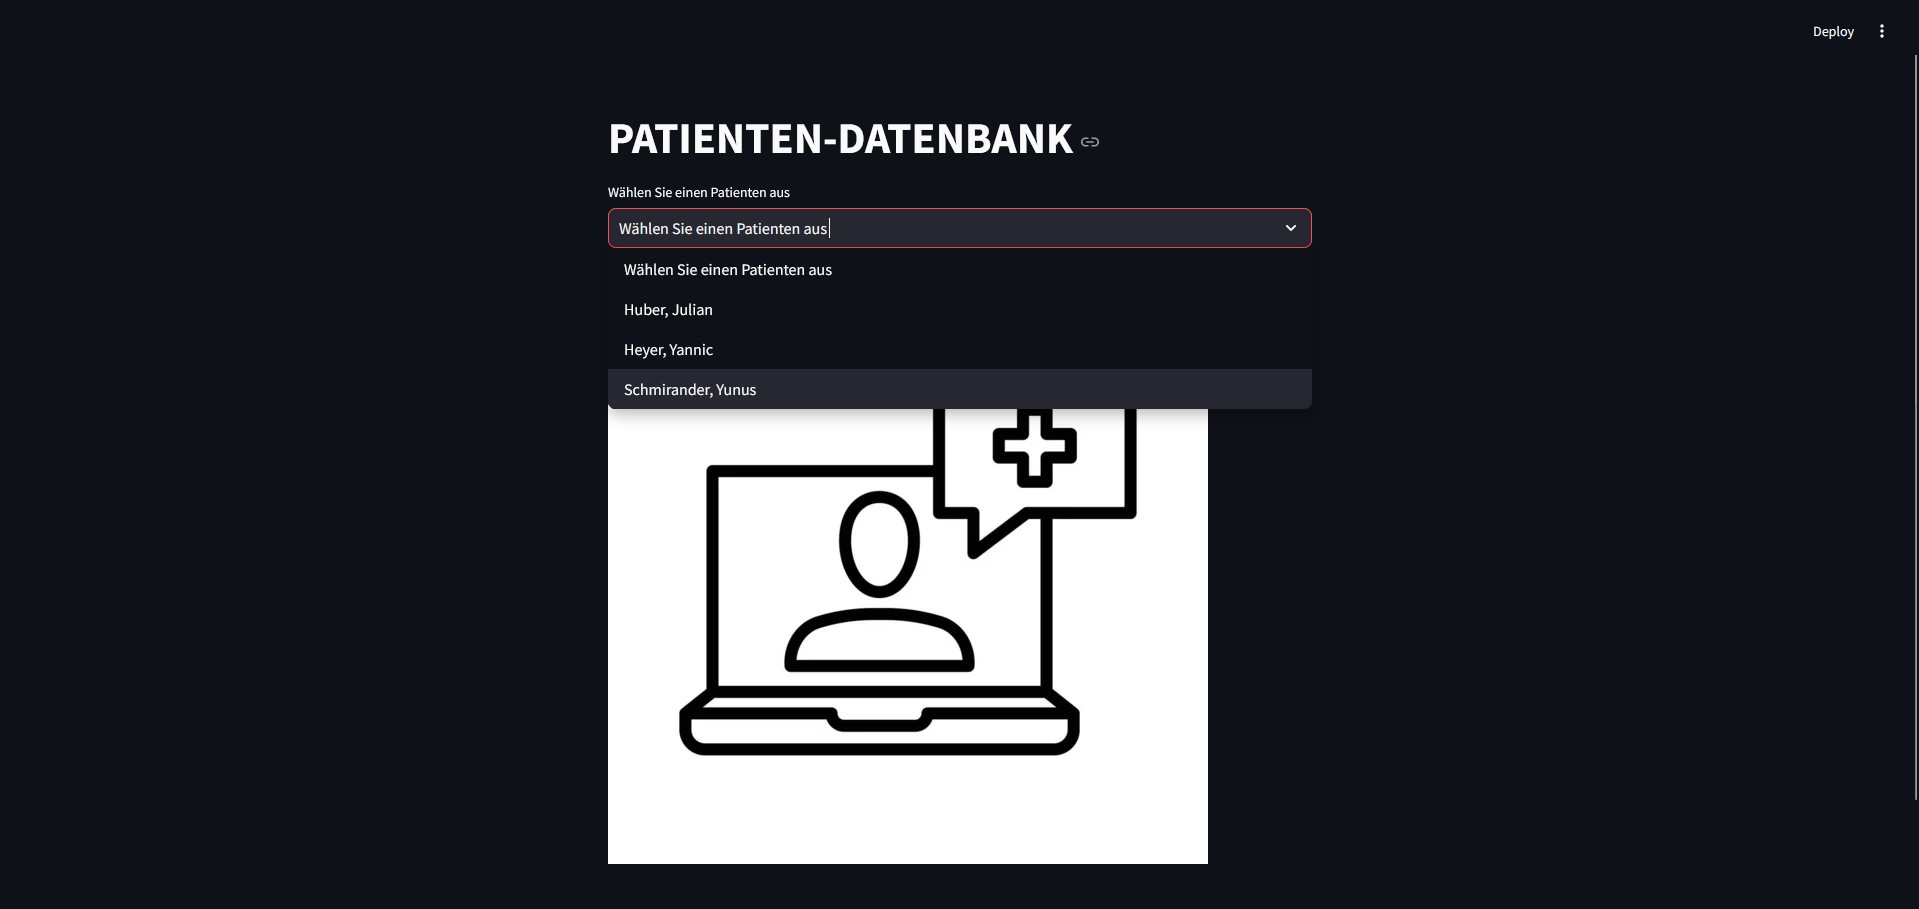 Deploy
PATIENTEN-DATENBANK
Wählen Sie einen Patienten aus
Wählen Sie einen Patienten aus
Wählen Sie einen Patienten aus
Huber, Julian
Heyer, Yannic
Schmirander, Yunus